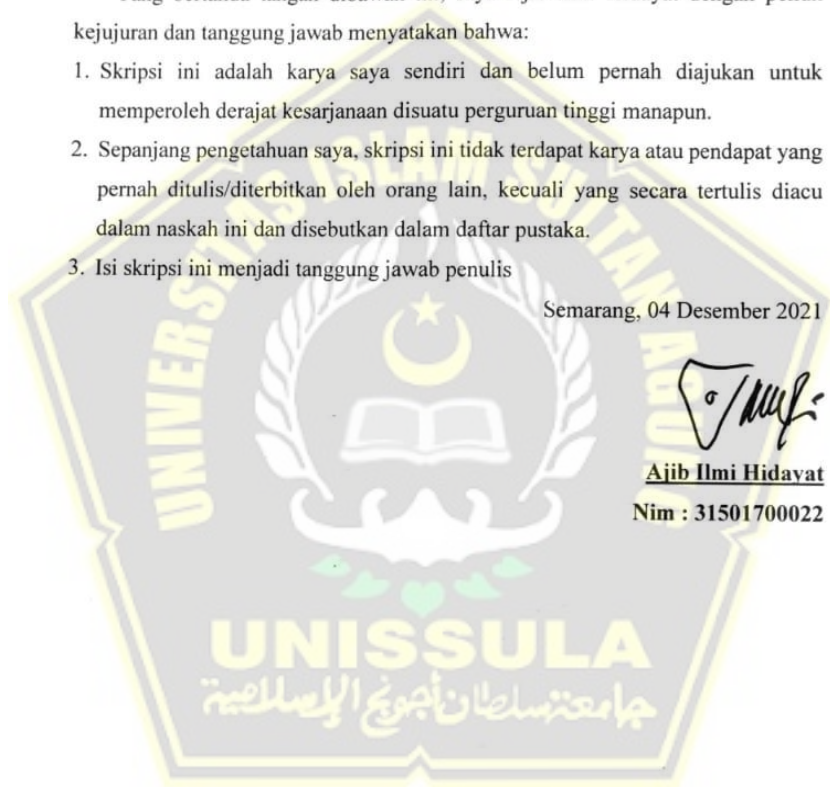 kejujuran dan tanggung jawab menyatakan bahwa:
1. Skripsi ini adalah karya saya sendiri dan belum pernah diajukan untuk
memperoleh derajat kesarjanaan disuatu perguruan tinggi manapun.
2. Sepanjang pengetahuan saya, skripsi ini tidak terdapat karya atau pendapat yang
pernah ditulis/diterbitkan oleh orang lain, kecuali yang secara tertulis diacu
dalam naskah ini dan disebutkan dalam daftar pustaka.
3. Isi skripsi ini menjadi tanggung jawab penulis
Semarang, 04 Desember 2021
Ajib Ilmi Hidayat
Nim : 31501700022
UNIVERSITAS ISLAM SULTAN AGUNG
UNISSULA
جامعة سلطان أجونج الإسلامية